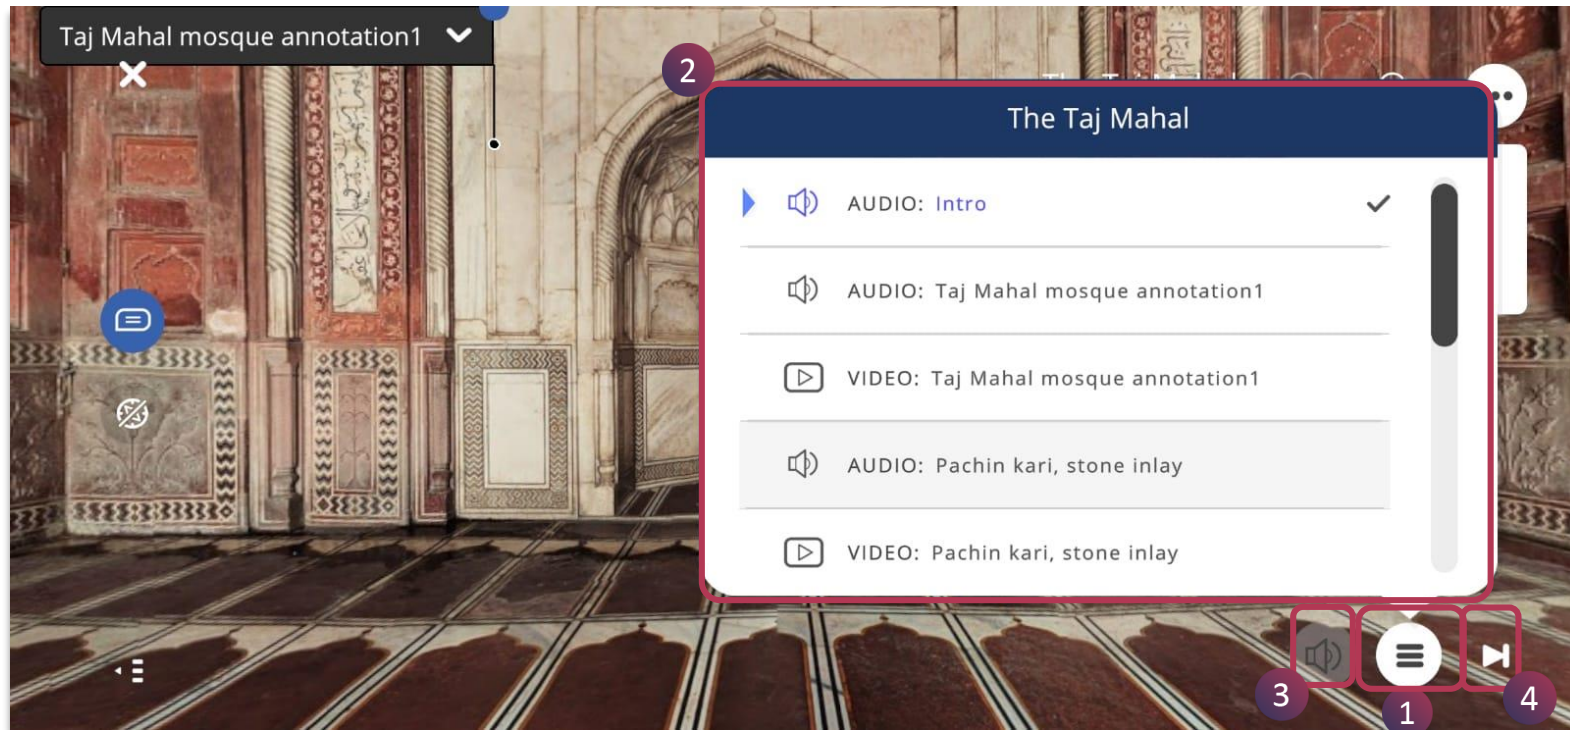 Taj Mahal mosque annotation1
2
The Taj Mahal
AUDIO: Intro
AUDIO: Taj Mahal mosque annotation1
VIDEO: Taj Mahal mosque annotation1
AUDIO: Pachin kari, stone inlay
VIDEO: Pachin kari, stone inlay
3
1
4